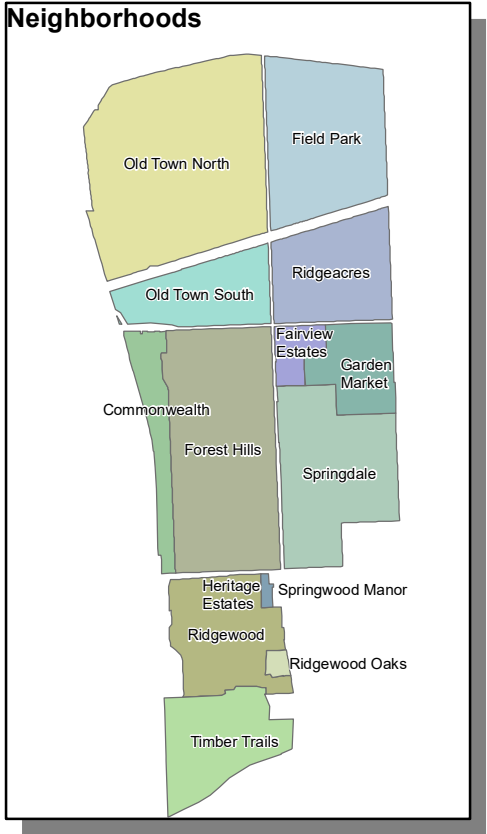 Neighborhoods
Old Town North
Field Park
Ridgeacres
Old Town South
Fairview
Estates
Garden
Market
Commonwealth
Forest Hills
Springdale
Heritage
Estates
Springwood Manor
Ridgewood
Ridgewood Oaks
Timber Trails